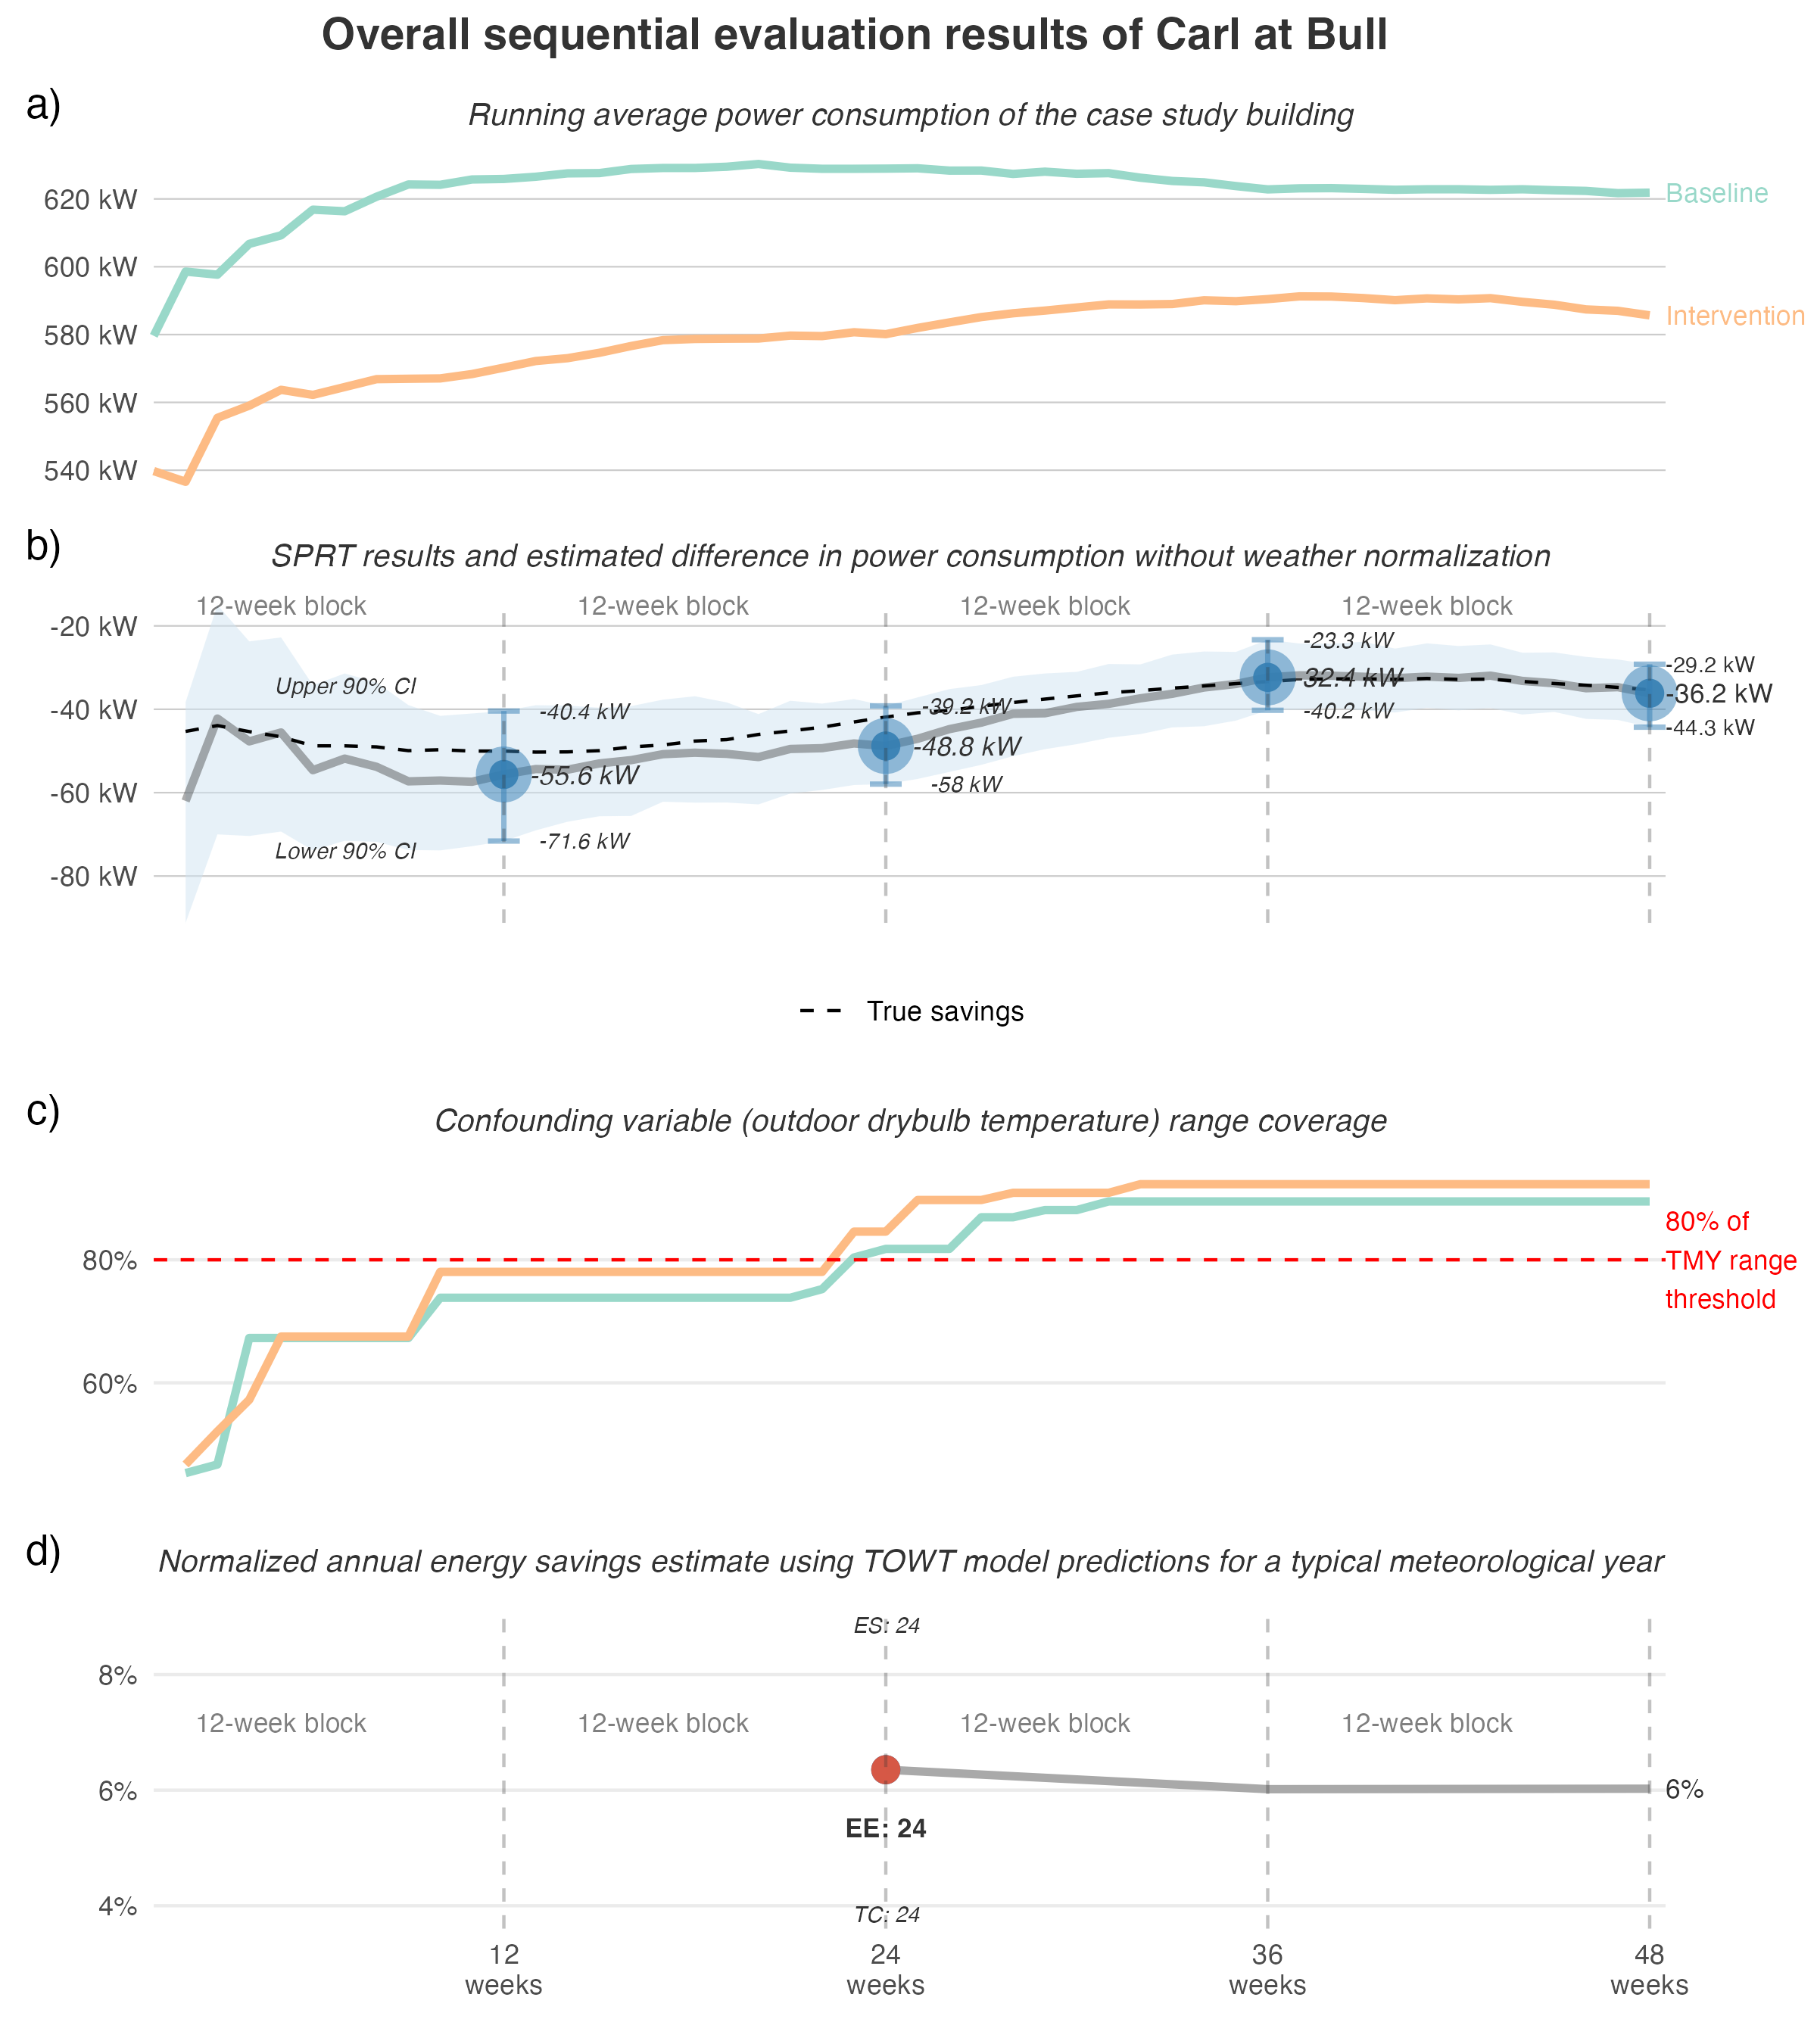 Overall sequential evaluation results of Carl at Bull
a)
Running average power consumption of the case study building
620 kW
600 kW
580 kW
560 kW
540 kW
Baseline
Intervention
b)
SPRT results and estimated difference in power consumption without weather normalization
12-week block
12-week block
12-week block
12-week block
-20 kW
-40 kW
-60 kW
-80 kW
Upper 90% CI
Lower 90% CI
-40.4 kW
-55.6 kW
-71.6 kW
-39.2 kW
-48.8 kW
-58 kW
-23.3 kW
-32.4 kW
-40.2 kW
-29.2 kW
-36.2 kW
-44.3 kW
True savings
c)
Confounding variable (outdoor drybulb temperature) range coverage
80%
60%
80% of
TMY range
threshold
d)
Normalized annual energy savings estimate using TOWT model predictions for a typical meteorological year
ES: 24
8%
12-week block
12-week block
12-week block
12-week block
6%
6%
EE: 24
4%
TC: 24
12
weeks
24
weeks
36
weeks
48
weeks